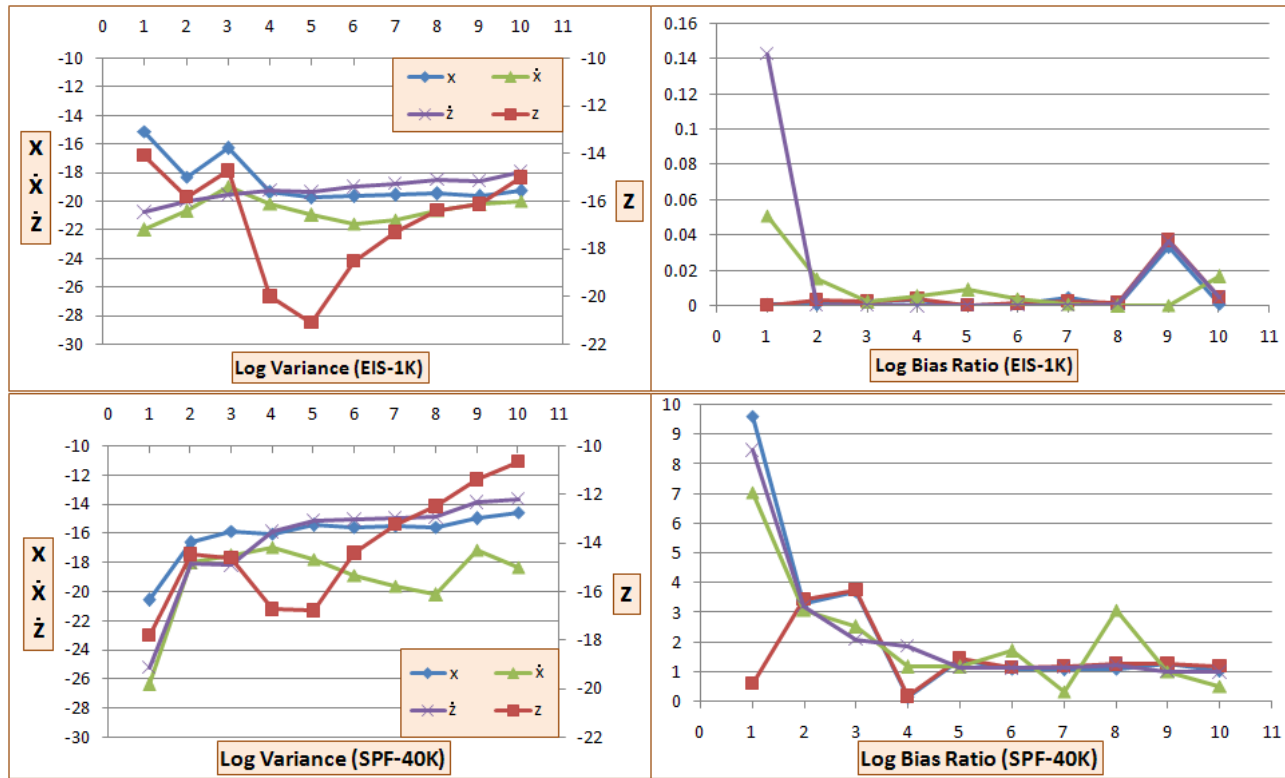 0 1 2 3 4 5 6 7 8 9 10 11
-10 -12 -14 -16 -18 -20 -22 -24 -26 -28 -30
x ẋ
ż z
X
Ẋ
Ż
-10 -12 -14 -16 -18 -20 -22
Z
Log Variance (EIS-1K)
0.16 0.14 0.12 0.1 0.08 0.06 0.04 0.02 0
0 1 2 3 4 5 6 7 8 9 10 11
Log Bias Ratio (EIS-1K)
0 1 2 3 4 5 6 7 8 9 10 11
-10 -12 -14 -16 -18 -20 -22 -24 -26 -28 -30
X
Ẋ
Ż
-10 -12 -14 -16 -18 -20 -22
Z
x ẋ
ż z
Log Variance (SPF-40K)
10 9 8 7 6 5 4 3 2 1 0
0 1 2 3 4 5 6 7 8 9 10 11
Log Bias Ratio (SPF-40K)